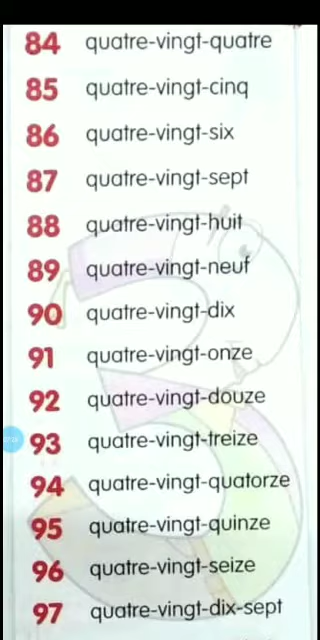 84 quatre-vingt-quatre
85 quatre-vingt-cinq
86 quatre-vingt-six
87 quatre-vingt-sept
88 quatre-vingt-huit
89 quatre-vingt-neuf
90 quatre-vingt-dix
91 quatre-vingt-onze
92 quatre-vingt-douze
93 quatre-vingt-treize
94 quatre-vingt-quatorze
95 quatre-vingt-quinze
96 quatre-vingt-seize
97 quatre-vingt-dix-sept